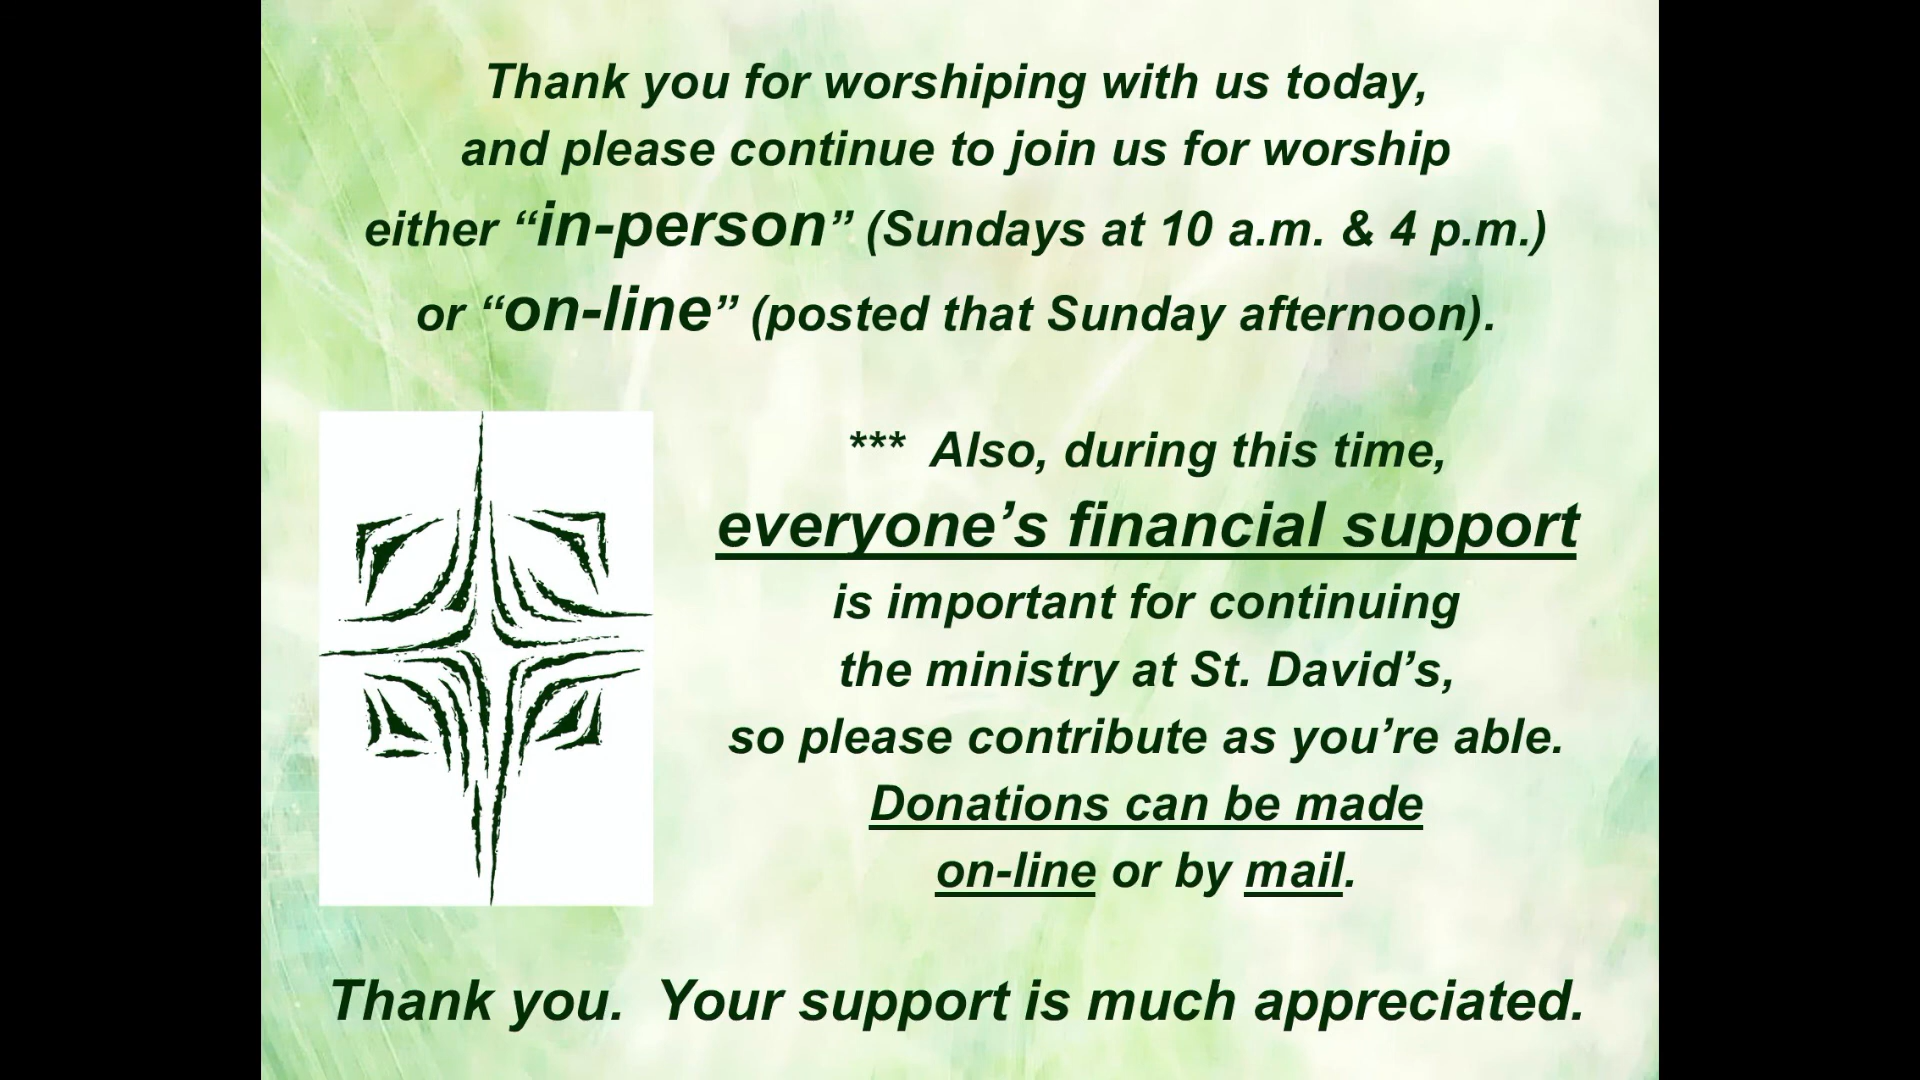 Thank you for worshiping with us today,
and please continue to join us for worship
either “in-person” (Sundays at 10 a.m. & 4 p.m.)
or “on-line” (posted that Sunday afternoon).
*** Also, during this time,
everyone’s financial support
is important for continuing
the ministry at St. David’s,
so please contribute as you’re able.
Donations can be made
on-line or by mail.
Thank you. Your support is much appreciated.